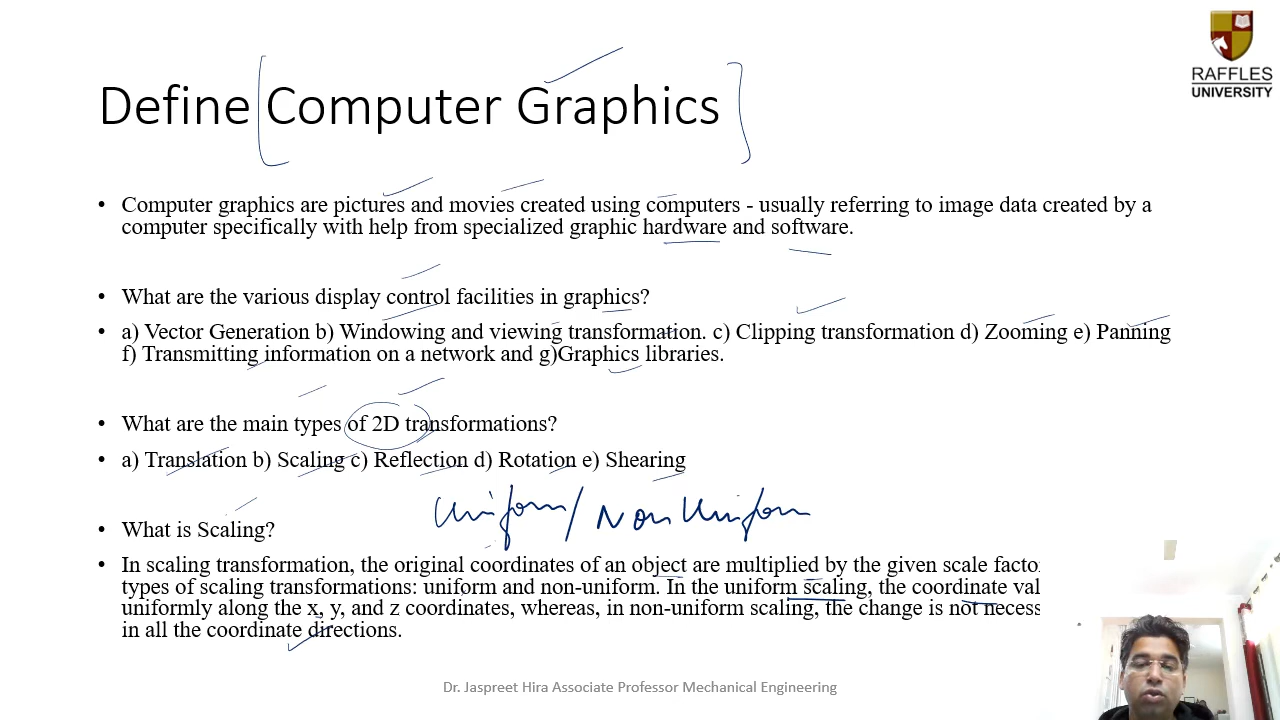 RAFFLES
UNIVERSITY
Define Computer Graphics
• Computer graphics are pictures and movies created using computers - usually referring to image data created by a
computer specifically with help from specialized graphic hardware and software.
• What are the various display control facilities in graphics?
• a) Vector Generation b) Windowing and viewing transformation. c) Clipping transformation d) Zooming e) Panning
f) Transmitting information on a network and g)Graphics libraries.
• What are the main types of 2D transformations?
• a) Translation b) Scaling c) Reflection d) Rotation e) Shearing
Uniform / Non Uniform
• What is Scaling?
• In scaling transformation, the original coordinates of an object are multiplied by the given scale facto
types of scaling transformations: uniform and non-uniform. In the uniform scaling, the coordinate val
uniformly along the x, y, and z coordinates, whereas, in non-uniform scaling, the change is not necess
in all the coordinate directions.
Dr. Jaspreet Hira Associate Professor Mechanical Engineering